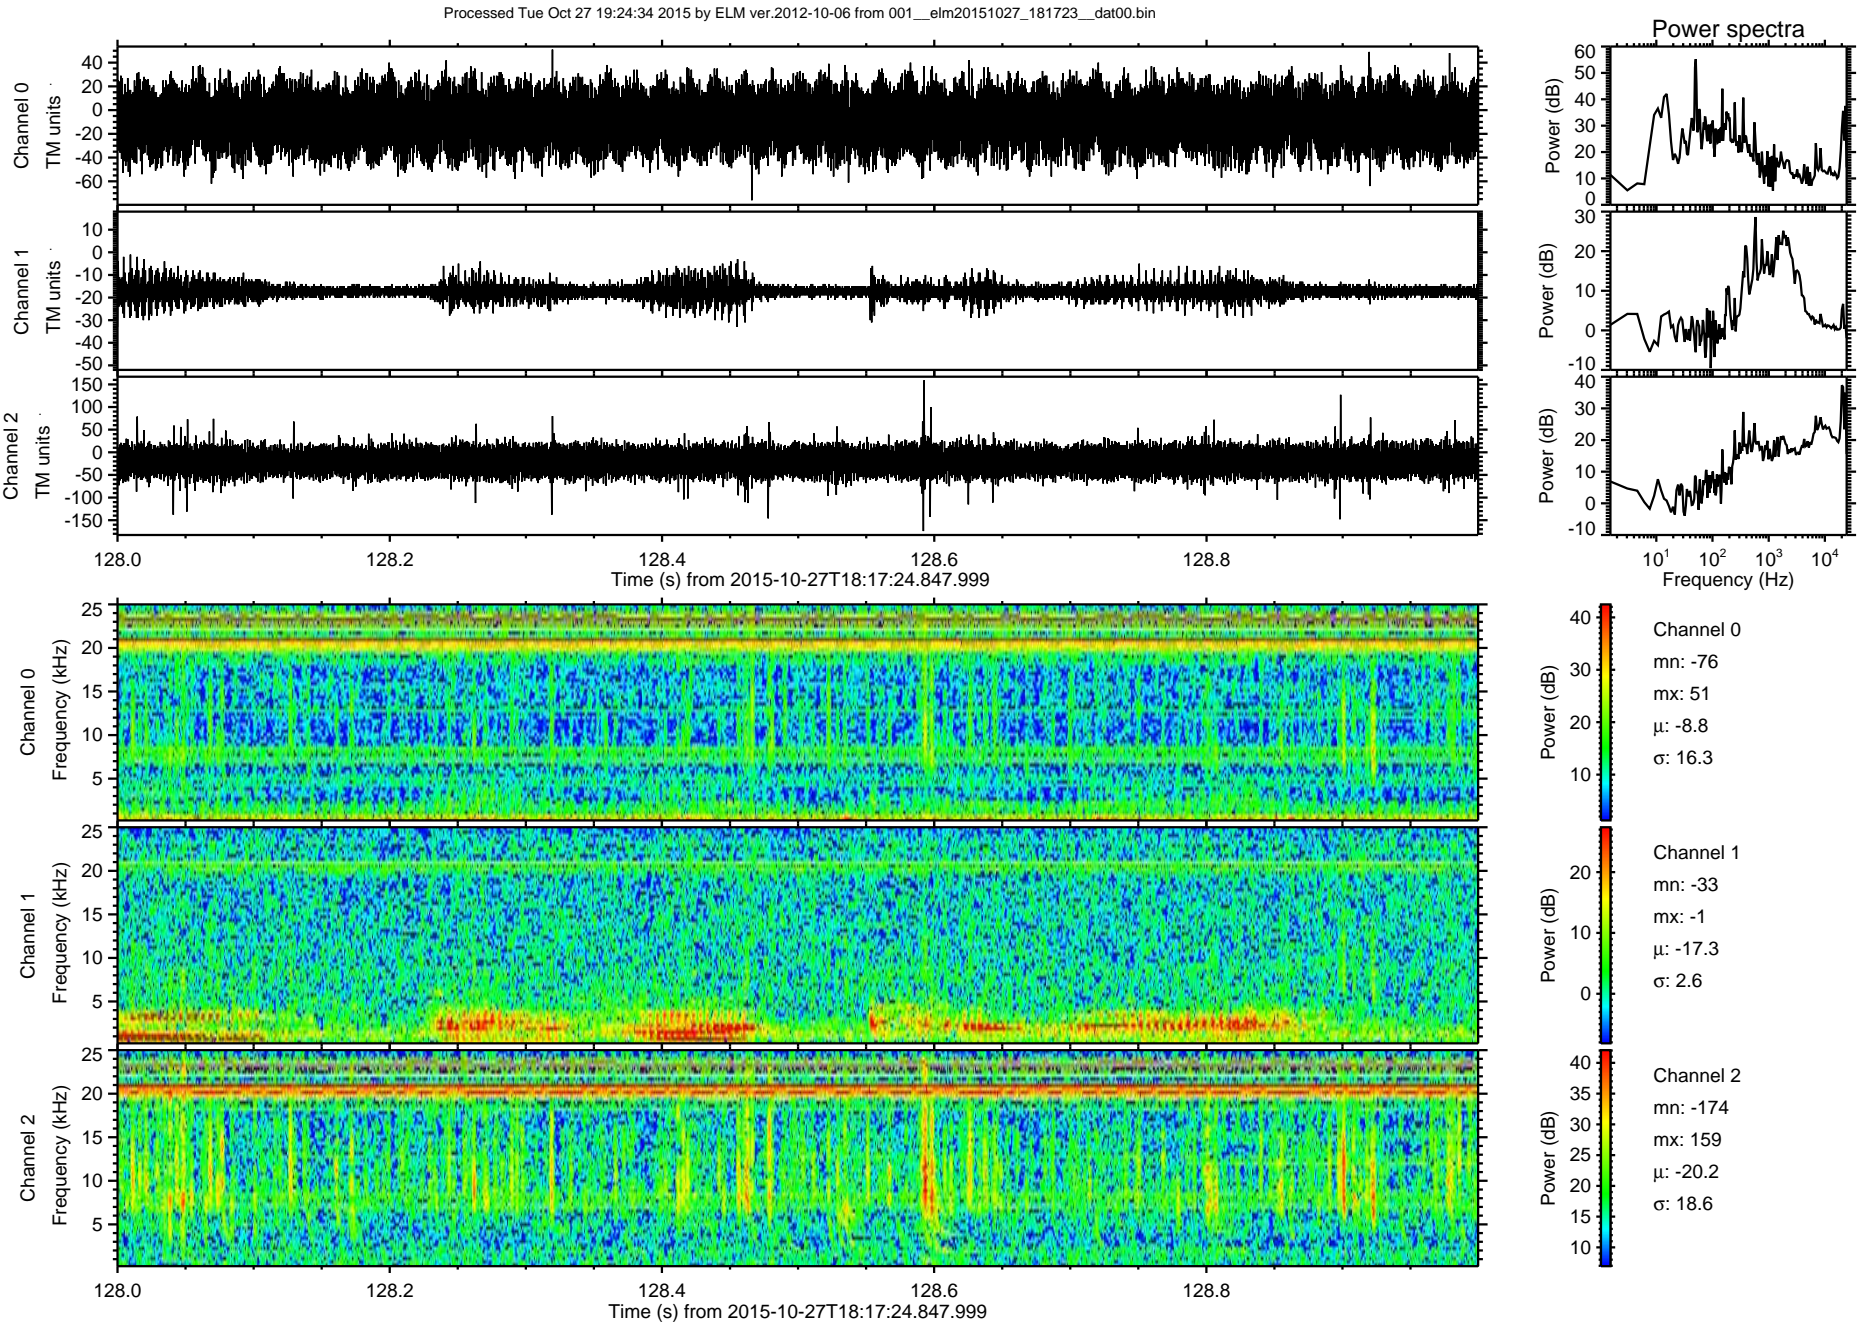 Processed Tue Oct 27 19:24:34 2015 by ELM ver.2012-10-06 from 001__elm20151027_181723__dat00.bin
Power spectra
Channel 0
TM units
40
20
0
-20
-40
-60
Power (dB)
60
50
40
30
20
10
0
Channel 1
TM units
10
0
-10
-20
-30
-40
-50
Power (dB)
30
20
10
0
-10
Channel 2
TM units
150
100
50
0
-50
-100
-150
Power (dB)
40
30
20
10
0
-10
128.0 128.2 128.4 128.6 128.8
Time (s) from 2015-10-27T18:17:24.847.999
10¹ 10² 10³ 10⁴
Frequency (Hz)
Channel 0
Frequency (kHz)
25
20
15
10
5
Power (dB)
40
30
20
10
Channel 0
mn: -76
mx: 51
μ: -8.8
σ: 16.3
Channel 1
Frequency (kHz)
25
20
15
10
5
Power (dB)
20
10
0
Channel 1
mn: -33
mx: -1
μ: -17.3
σ: 2.6
Channel 2
Frequency (kHz)
25
20
15
10
5
Power (dB)
40
35
30
25
20
15
10
Channel 2
mn: -174
mx: 159
μ: -20.2
σ: 18.6
128.0 128.2 128.4 128.6 128.8
Time (s) from 2015-10-27T18:17:24.847.999